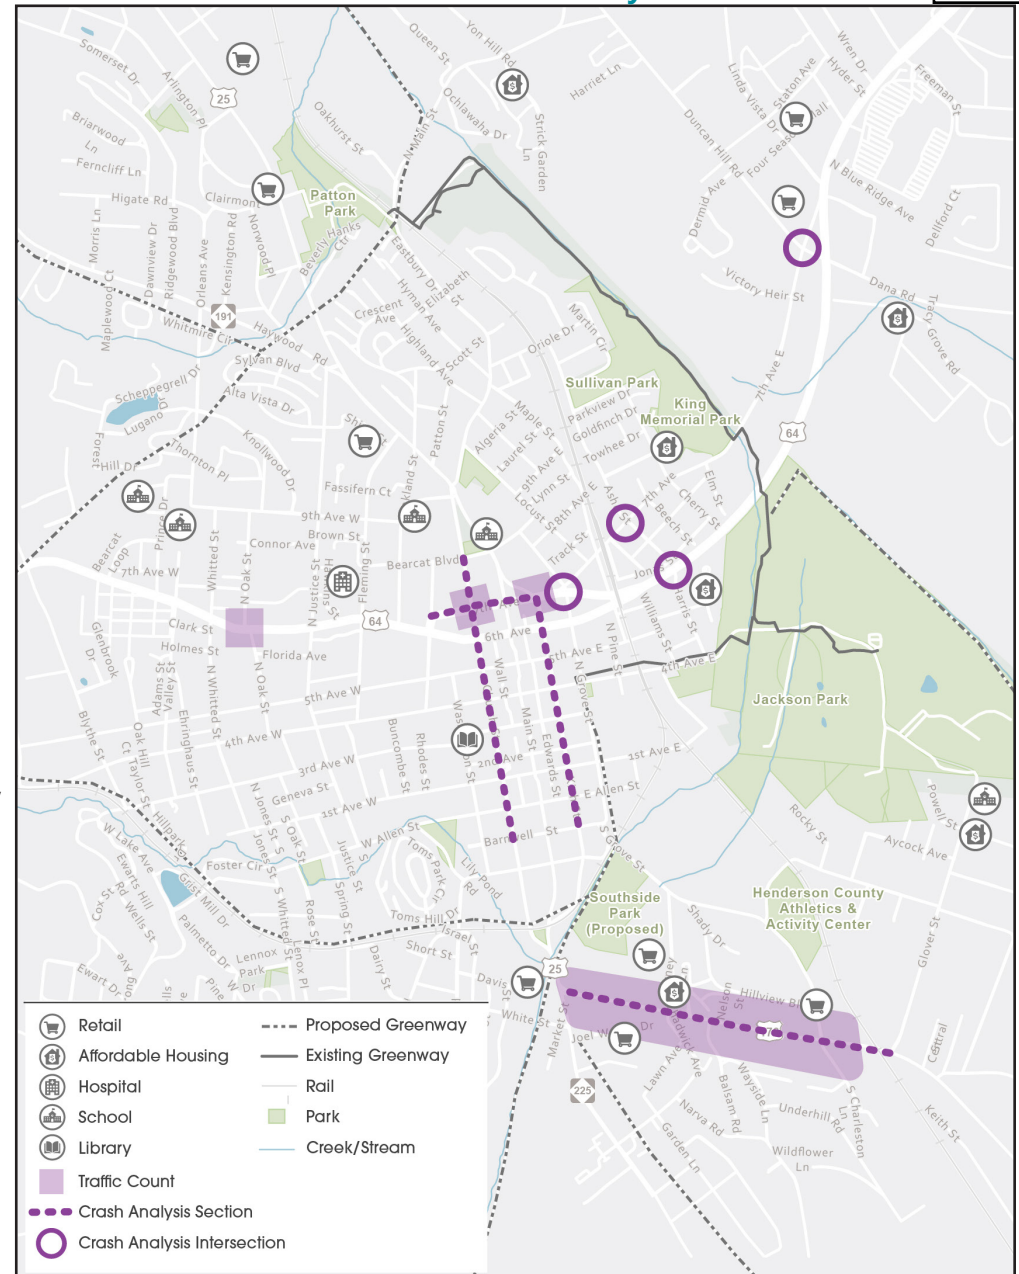 Yon Hill Rd
Queen St
Somerset Dr
Arlington Pl
25
Harriet Ln
Wren Dr
Hyder St
Staton Ave
Linda Vista Dr
Freeman St
Ochlawaha Dr
Strick Garden
Ln
Oakhurst St
N Main St
Duncan Hill Rd
Four Seasons
N Blue Ridge Ave
Briarwood
Ln
Ferncliff Ln
Higate Rd
Clairmont
Patton
Park
Dermid Ave
Dellford Ct
Morris Ln
Dawnview Dr
Ridgewood Blvd
Orleans Ave
Kensington Rd
Norwood Pl
Beverly Hanks
Ctr
Eastbury Dr
Hyman Ave
Elizabeth
St
Maplewood Ct
191
Whitmire Cir
Haywood Rd
Crescent
Ave
Highland Ave
Scott St
Martin Cir
Oriole Dr
Victory Heir St
Dana Rd
Tracy Grove Rd
Sylvan Blvd
Scheppegrell Dr
Lugano
Dr
Alta Vista Dr
Sullivan Park
King
Memorial Park
7th Ave E
64
Parkview Dr
Goldfinch Dr
Towhee Dr
Maple St
Algeria St
Laurel St
9th Ave E
Lynn St
Locust St
8th Ave E
Patton St
Forest
Hill Dr
Thornton Pl
Knollwood Dr
Fassifern Ct
Elm St
7th Ave
Cherry St
Beech St
Prince Dr
9th Ave W
Brown St
Connor Ave
Bearcat
Loop
7th Ave W
Whitted St
N Oak St
N Justice St
Fleming St
Bearcat Blvd
Track St
64
6th Ave
N Pine St
Williams St
Harris St
Clark St
Holmes St
Florida Ave
Glenbrook
Dr
5th Ave E
4th Ave E
Adams St
Valley St
N Whitted St
N Oak St
5th Ave W
4th Ave W
Wall St
N Grove St
Jackson Park
Blythe St
Oak Hill
Ct
Ehringhaus St
3rd Ave W
Buncombe St
Rhodes St
2nd Ave
Main St
Edwards St
1st Ave E
Taylor St
Geneva St
1st Ave W
E Allen St
N Jones St
Hillpark
W Lake Ave
W Allen St
Barnwell St
S Grove St
Rocky St
Powell St
Aycock Ave
S Oak St
S Jones St
Justice St
Foster Cir
Toms Park Cir
Lily Pond
Rd
Ewarts Hill
Rd
Grist Mill Dr
Cox St
Wells St
Palmetto Dr
S Whitted St
Rose St
Spring St
Toms Hill Dr
Israel St
Short St
Southside
Park
(Proposed)
Shady Dr
Henderson County
Athletics &
Activity Center
Glover St
Lennox
Park
Lennox Pl
Dairy St
Ewart Dr
Pine
W Dr
Davis St
25
White St
Market St
Nelson
St
Hillview
Joel
Dr
Lawn Ave
Chadwick Ave
Wayside Ln
Balsam Rd
225
Narva Rd
Underhill Rd
S Charleston
Ln
Central
St
Keith St
Garden Ln
Wildflower
Ln
Retail
Affordable Housing
Hospital
School
Library
Traffic Count
Crash Analysis Section
Crash Analysis Intersection
Proposed Greenway
Existing Greenway
Rail
Park
Creek/Stream